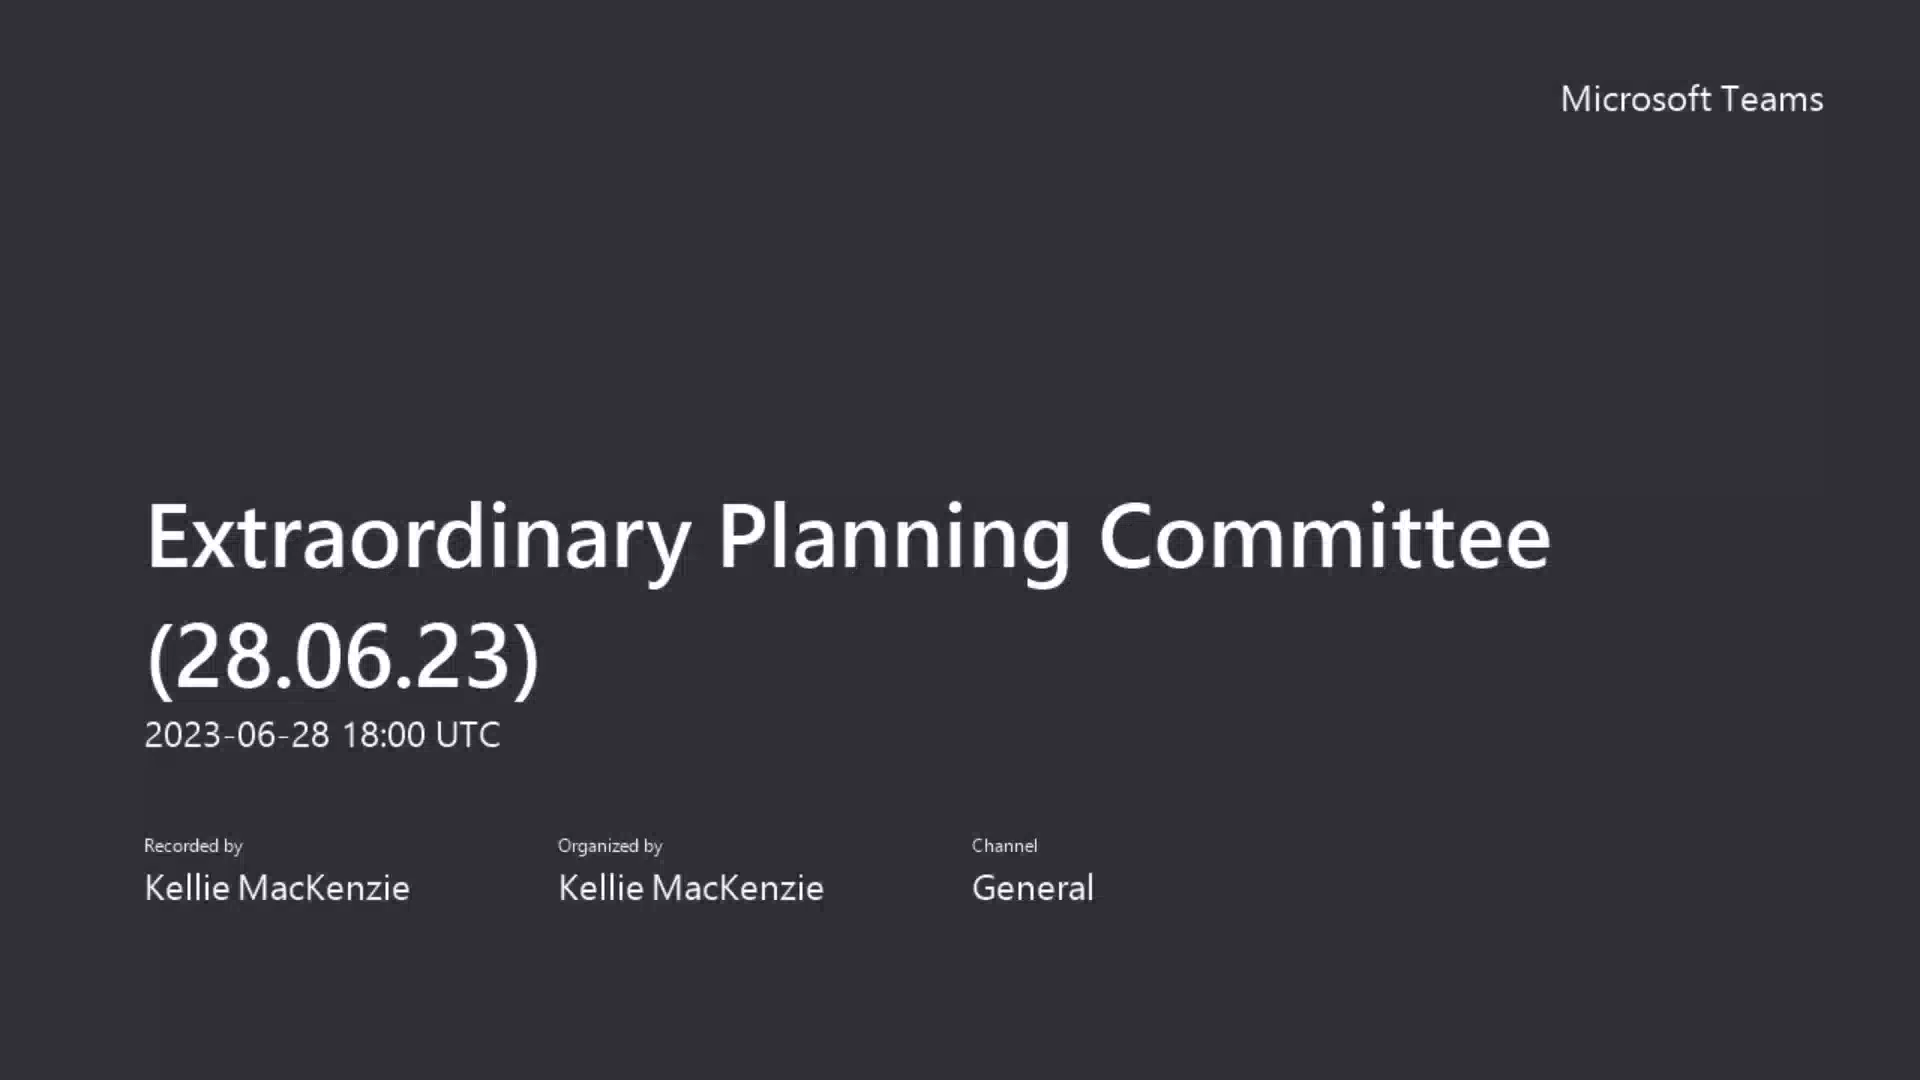 Microsoft Teams
Extraordinary Planning Committee
(28.06.23)
2023-06-28 18:00 UTC
Recorded by
Kellie MacKenzie
Organized by
Kellie MacKenzie
Channel
General